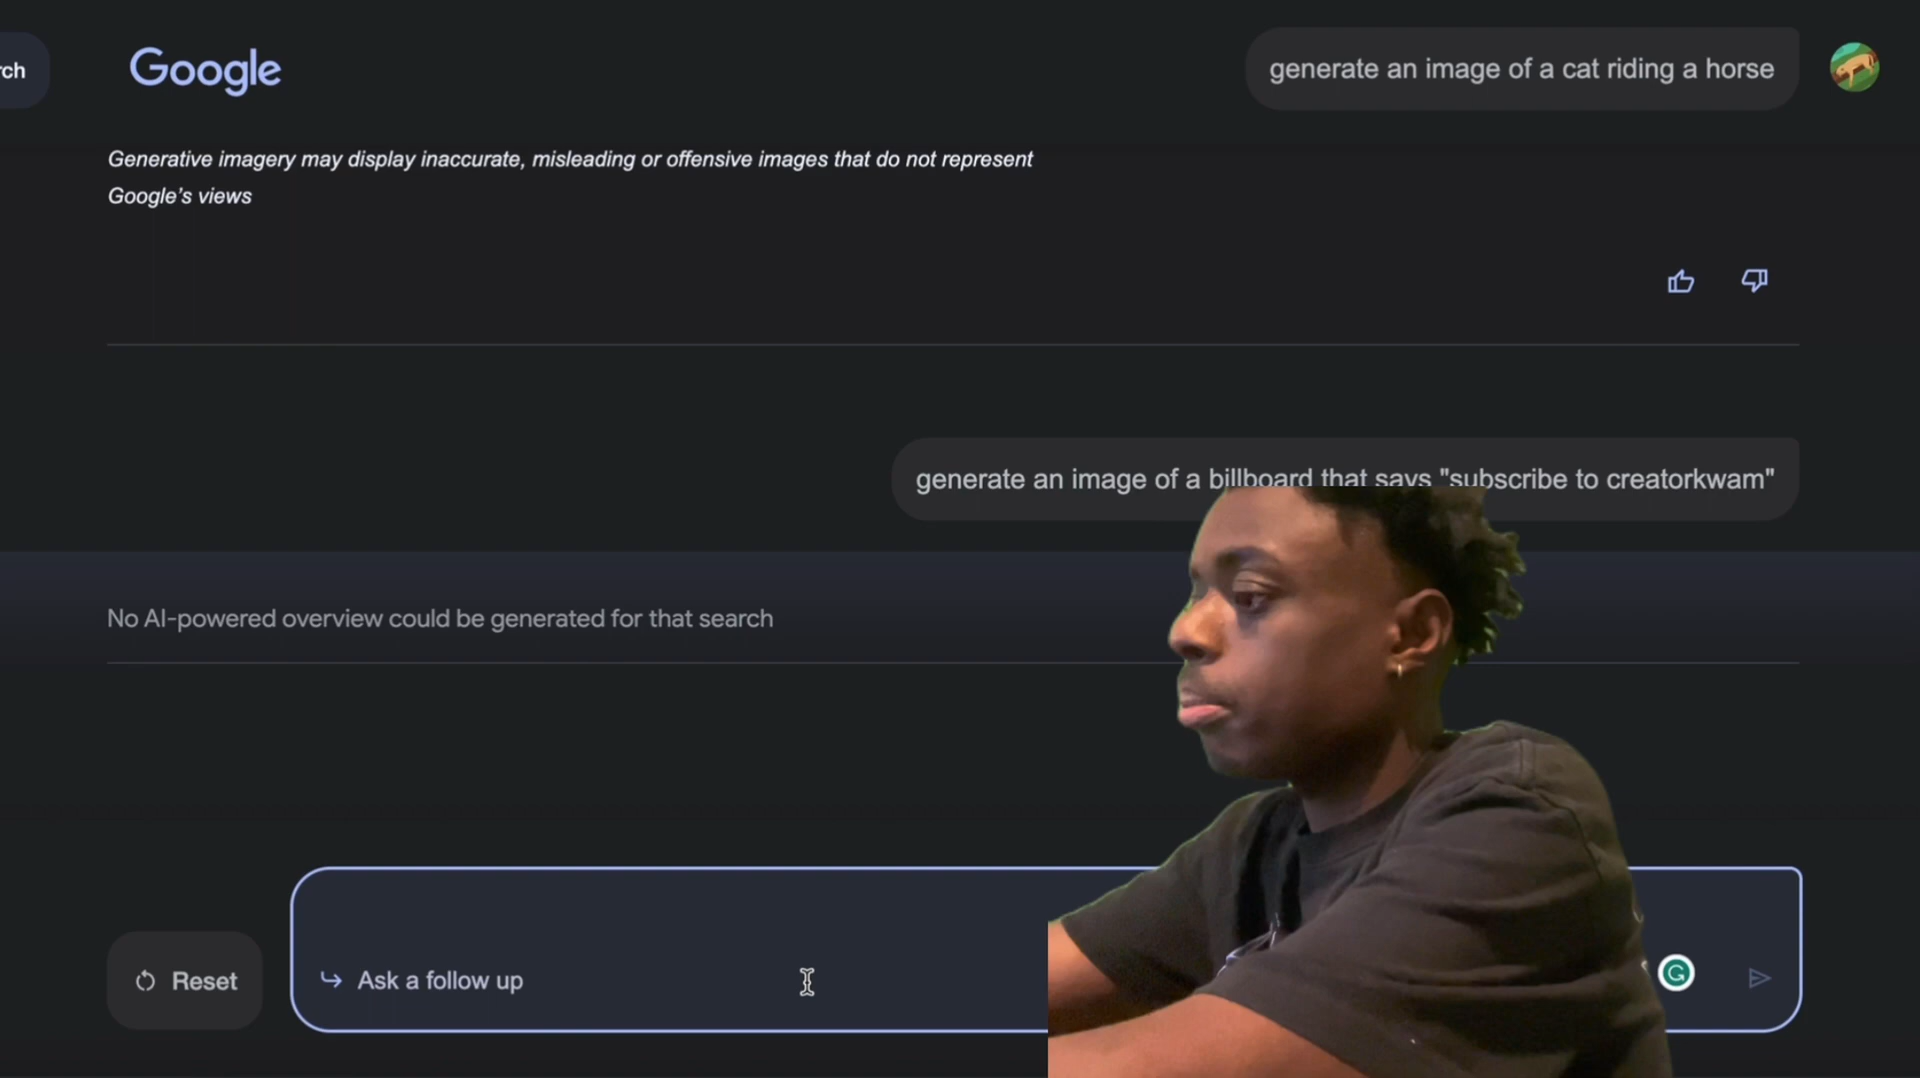 rch
Google
generate an image of a cat riding a horse
Generative imagery may display inaccurate, misleading or offensive images that do not represent
Google's views
generate an image of a billboard that says "subscribe to creatorkwam"
No AI-powered overview could be generated for that search
Reset
Ask a follow up